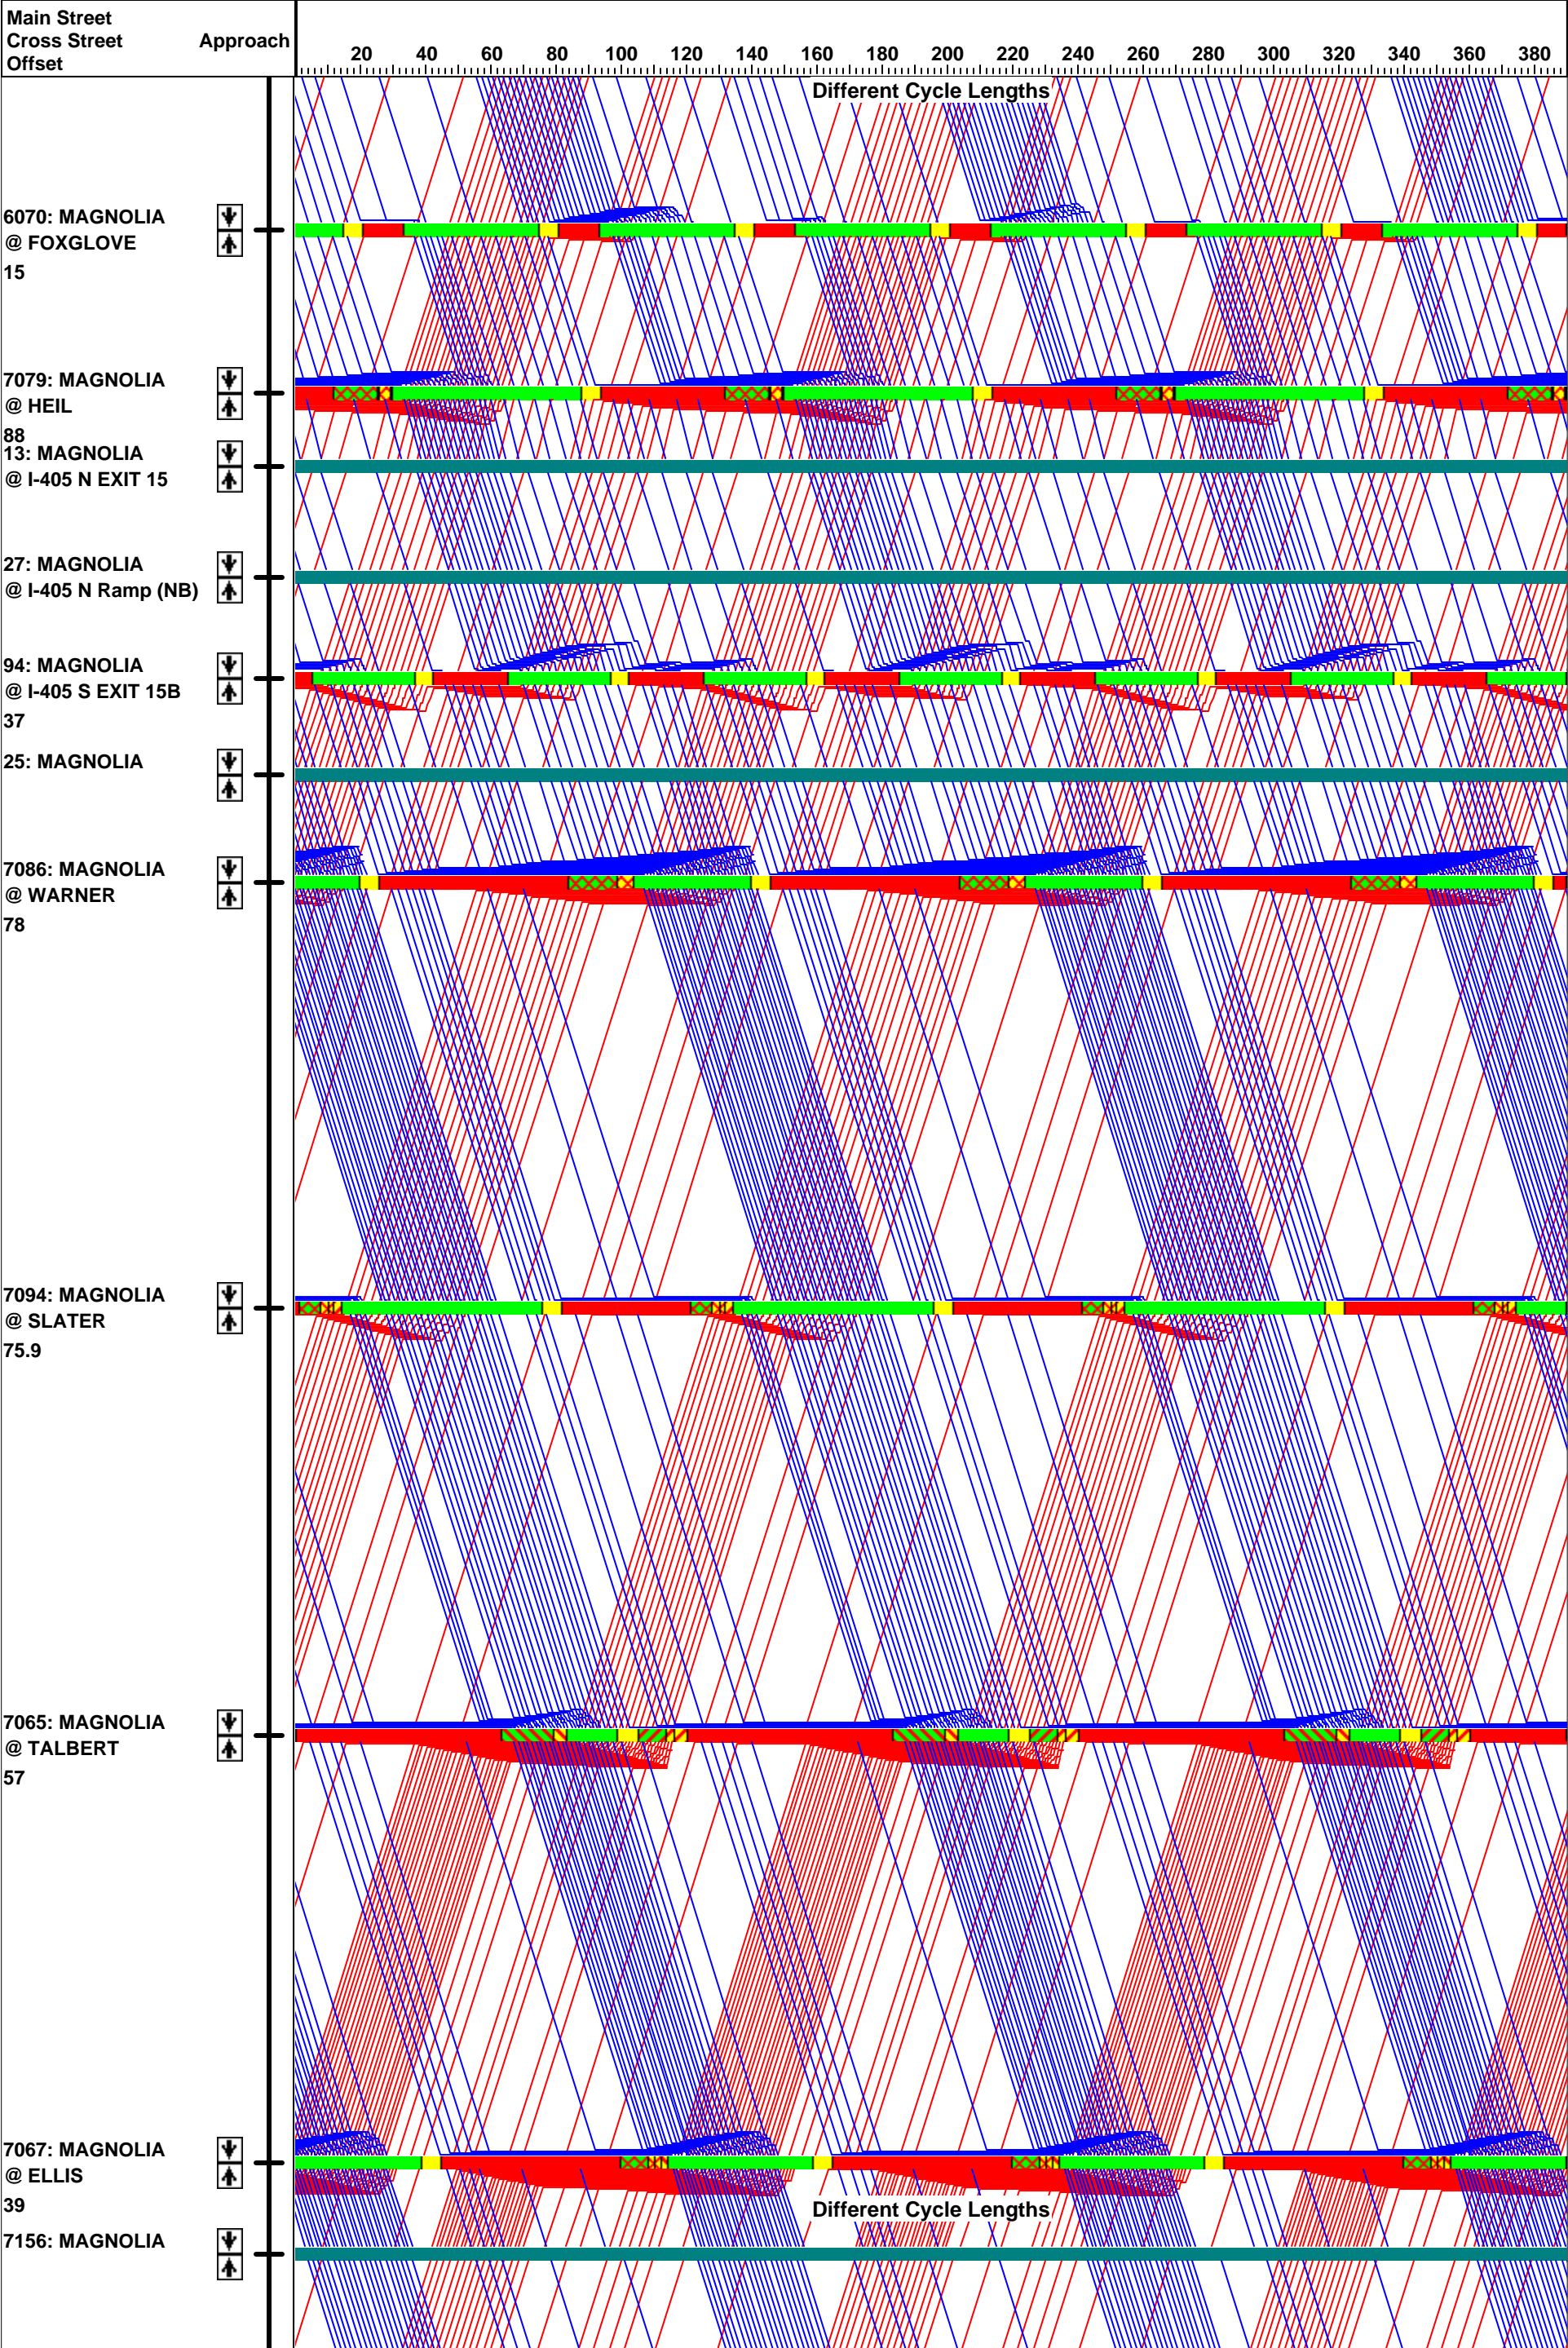 Main Street
Cross Street Approach
Offset
20 40 60 80 100 120 140 160 180 200 220 240 260 280 300 320 340 360 380
Different Cycle Lengths
6070: MAGNOLIA
@ FOXGLOVE
15
7079: MAGNOLIA
@ HEIL
88
13: MAGNOLIA
@ I-405 N EXIT 15
27: MAGNOLIA
@ I-405 N Ramp (NB)
94: MAGNOLIA
@ I-405 S EXIT 15B
37
25: MAGNOLIA
7086: MAGNOLIA
@ WARNER
78
7094: MAGNOLIA
@ SLATER
75.9
7065: MAGNOLIA
@ TALBERT
57
7067: MAGNOLIA
@ ELLIS
39
Different Cycle Lengths
7156: MAGNOLIA